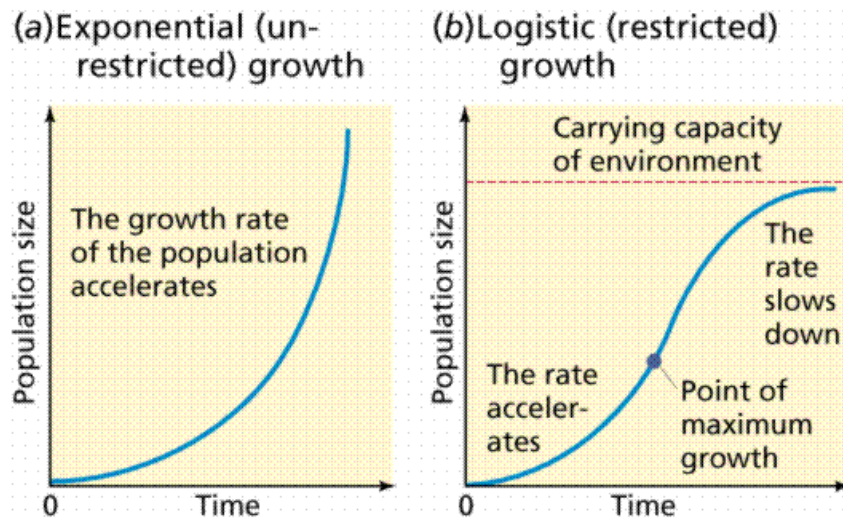 (a)Exponential (un-
restricted) growth
Population size
The growth rate
of the population
accelerates
0
Time
(b)Logistic (restricted)
growth
Population size
Carrying capacity
of environment
The
rate
slows
down
The rate
acceler-
ates
Point of
maximum
growth
0
Time